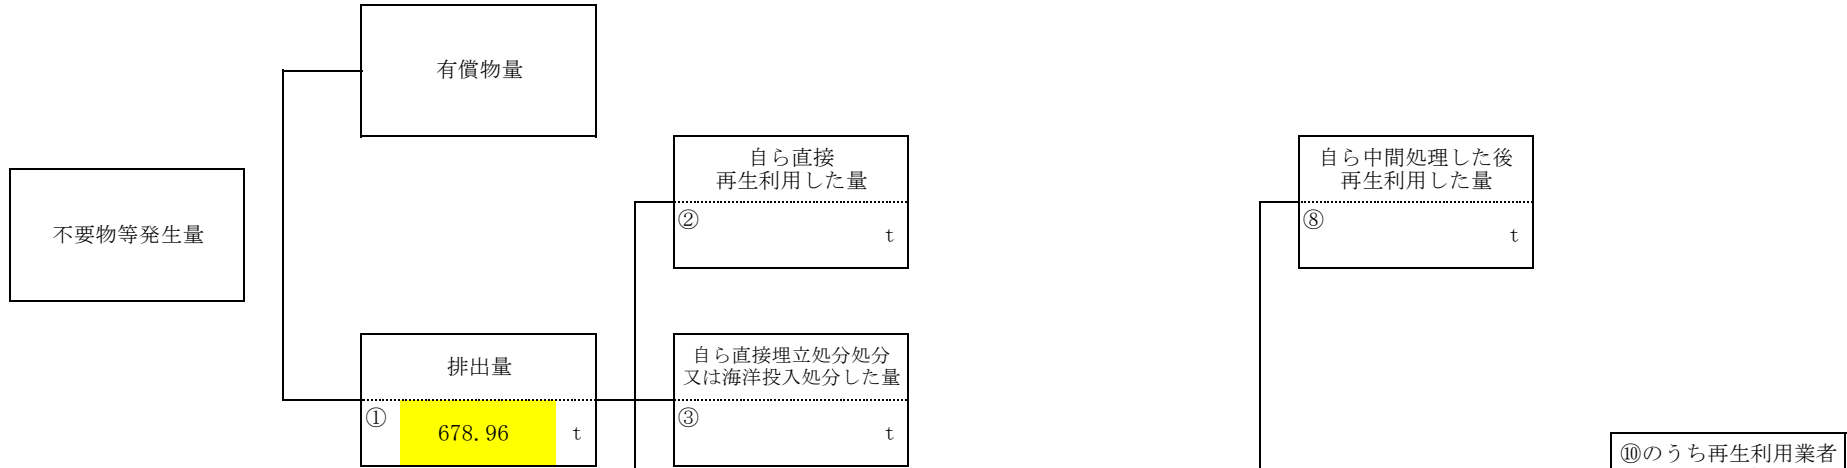 有償物量
自ら直接
再生利用した量
②
t
自ら中間処理した後
再生利用した量
⑧
t
不要物等発生量
排出量
①
678.96
t
自ら直接埋立処分処分
又は海洋投入処分した量
③
t
⑩のうち再生利用業者